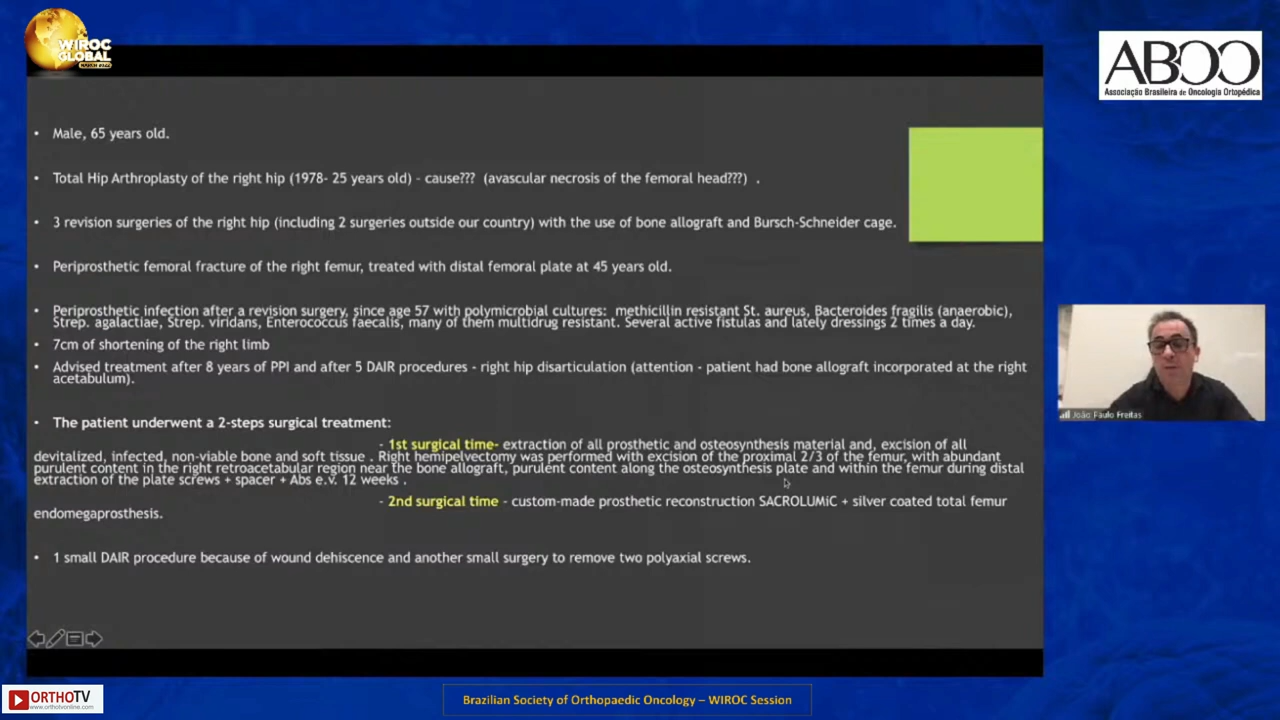 WIROC
GLOBAL
MARCH 2022
ABOO
Associação Brasileira de Oncologia Ortopédica
• Male, 65 years old.
• Total Hip Arthroplasty of the right hip (1978- 25 years old) – cause??? (avascular necrosis of the femoral head???) .
• 3 revision surgeries of the right hip (including 2 surgeries outside our country) with the use of bone allograft and Bursch-Schneider cage.
• Periprosthetic femoral fracture of the right femur, treated with distal femoral plate at 45 years old.
• Periprosthetic infection after a revision surgery, since age 57 with polymicrobial cultures: methicillin resistant St. aureus, Bacteroides fragilis (anaerobic),
Strep. agalactiae, Strep. viridans, Enterococcus faecalis, many of them multidrug resistant. Several active fistulas and lately dressings 2 times a day.
• 7cm of shortening of the right limb
• Advised treatment after 8 years of PPI and after 5 DAIR procedures - right hip disarticulation (attention - patient had bone allograft incorporated at the right
acetabulum).
• The patient underwent a 2-steps surgical treatment:
- 1st surgical time- extraction of all prosthetic and osteosynthesis material and, excision of all
devitalized, infected, non-viable bone and soft tissue . Right hemipelvectomy was performed with excision of the proximal 2/3 of the femur, with abundant
purulent content in the right retroacetabular region near the bone allograft, purulent content along the osteosynthesis plate and within the femur during distal
extraction of the plate screws + spacer + Abs e.v. 12 weeks .
- 2nd surgical time - custom-made prosthetic reconstruction SACROLUMiC + silver coated total femur
endomegaprosthesis.
• 1 small DAIR procedure because of wound dehiscence and another small surgery to remove two polyaxial screws.
João Paulo Freitas
ORTHOTV
www.orthotvonline.com
Brazilian Society of Orthopaedic Oncology – WIROC Session